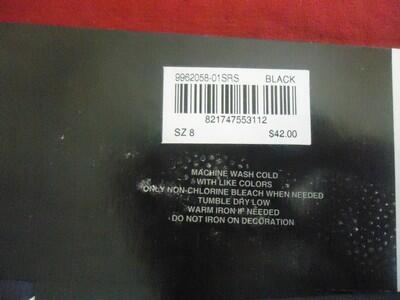 9962058-01SRS BLACK
821747553112
SZ 8 $42.00
MACHINE WASH COLD
WITH LIKE COLORS
ONLY NON-CHLORINE BLEACH WHEN NEEDED
TUMBLE DRY LOW
WARM IRON IF NEEDED
DO NOT IRON ON DECORATION